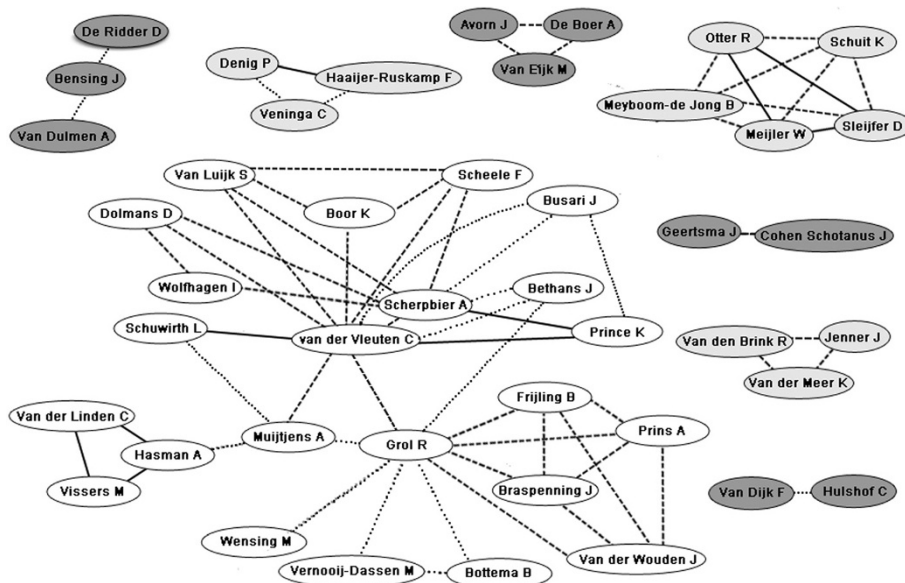 De Ridder D
Bensing J
Van Dulmen A
Denig P
Haaijer-Ruskamp F
Veninga C
Avorn J
De Boer A
Van Eijk M
Otter R
Schuit K
Meyboom-de Jong B
Meijler W
Sleijfer D
Van Luijk S
Scheele F
Dolmans D
Boor K
Busari J
Geertsma J
Cohen Schotanus J
Wolfhagen I
Scherpbier A
Bethans J
Schuwirth L
van der Vleuten C
Prince K
Van den Brink R
Jenner J
Van der Meer K
Van der Linden C
Hasman A
Vissers M
Muijtjens A
Grol R
Frijling B
Prins A
Braspenning J
Van Dijk F
Hulshof C
Wensing M
Vernooij-Dassen M
Bottema B
Van der Wouden J